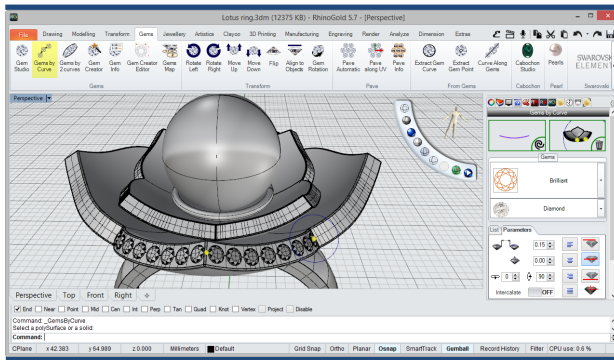 Lotus ring.3dm (12375 KB) - RhinoGold 5.7 - [Perspective]
File Drawing Modelling Transform Gems Jewellery Artistica Clayoo 3D Printing Manufacturing Engraving Render Analyze Dimension Extras
Gem Studio Gems by Curve Gems by 2 curves Gem Creator Gem Info Gem Creator Editor Gems Map Rotate Left Rotate Right Move Up Move Down Flip Align to Objects Gem Rotation Pave Automatic Pave along UV Pave Info Extract Gem Curve Extract Gem Point Curve Along Gems Cabochon Studio Pearls SWAROVSKI ELEMENT
Gems Transform Pave From Gems Cabochon Pearl Swarovski
Perspective
Gems By Curve
Gems
Brilliant
Diamond
List Parameters
0.15
0.00
0 90
Intercalate OFF
Perspective Top Front Right
End Near Point Mid Cen Int Perp Tan Quad Knot Vertex Project Disable
Command: _GemsByCurve
Select a polySurface or a solid:
Command:
CPlane x 42.383 y 64.989 z 0.000 Millimeters Default Grid Snap Ortho Planar Osnap SmartTrack Gumball Record History Filter CPU use: 0.6 %